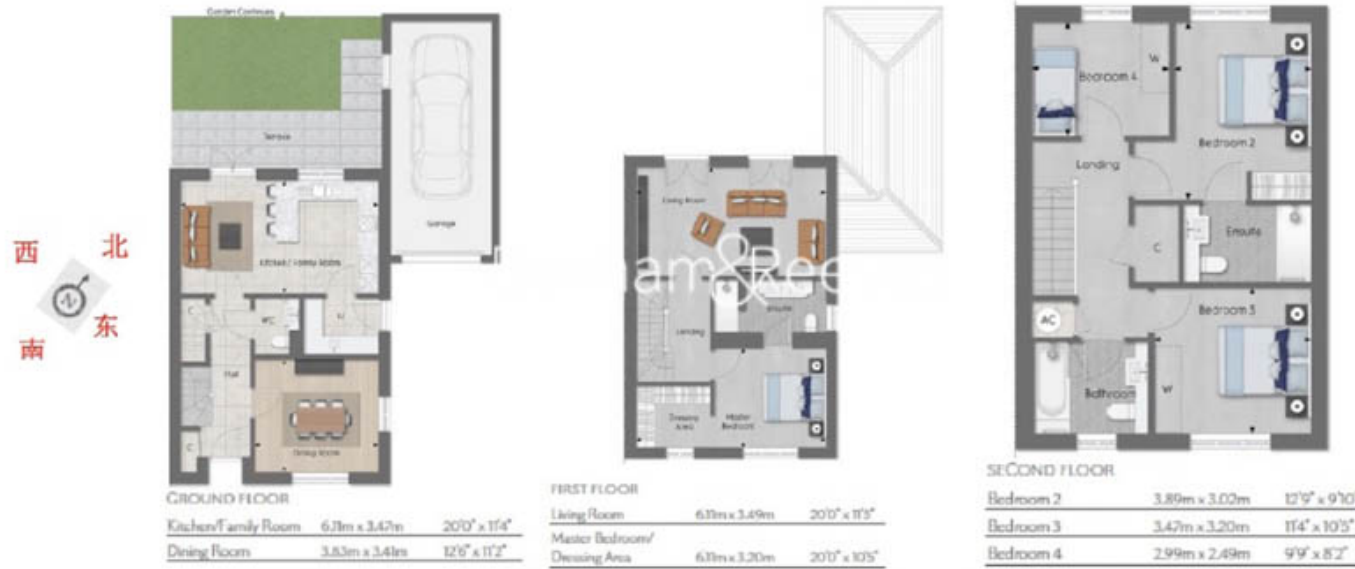 Garden Continues
Terrace
Garage
Kitchen / Family Room
C
WC
U
Hall
C
Dining Room
西
北
N
南
东
GROUND FLOOR
Kitchen/Family Room 6.11m x 3.47m 20'0" x 11'4"
Dining Room 3.83m x 3.41m 12'6" x 11'2"
Living Room
ham&Ree
Ensuite
Landing
Dressing Area
Master Bedroom
FIRST FLOOR
Living Room 6.11m x 3.49m 20'0" x 11'5"
Master Bedroom/
Dressing Area 6.11m x 3.20m 20'0" x 10'5"
Bedroom 4
W
Bedroom 2
Landing
C
Ensuite
AC
Bedroom 3
Bathroom
W
SECOND FLOOR
Bedroom 2 3.89m x 3.02m 12'9" x 9'10
Bedroom 3 3.47m x 3.20m 11'4" x 10'5"
Bedroom 4 2.99m x 2.49m 9'9" x 8'2"